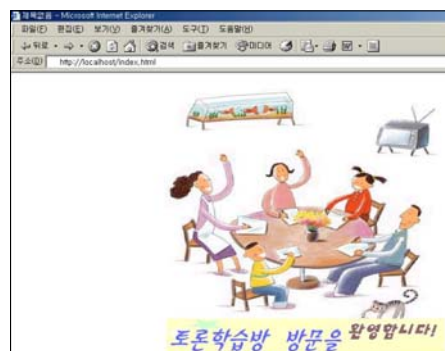 제목없음 - Microsoft Internet Explorer
파일(F) 편집(E) 보기(V) 즐겨찾기(A) 도구(T) 도움말(H)
뒤로 검색 즐겨찾기 미디어
주소(D) http://localhost/index.html
토론학습방 방문을 환영합니다!